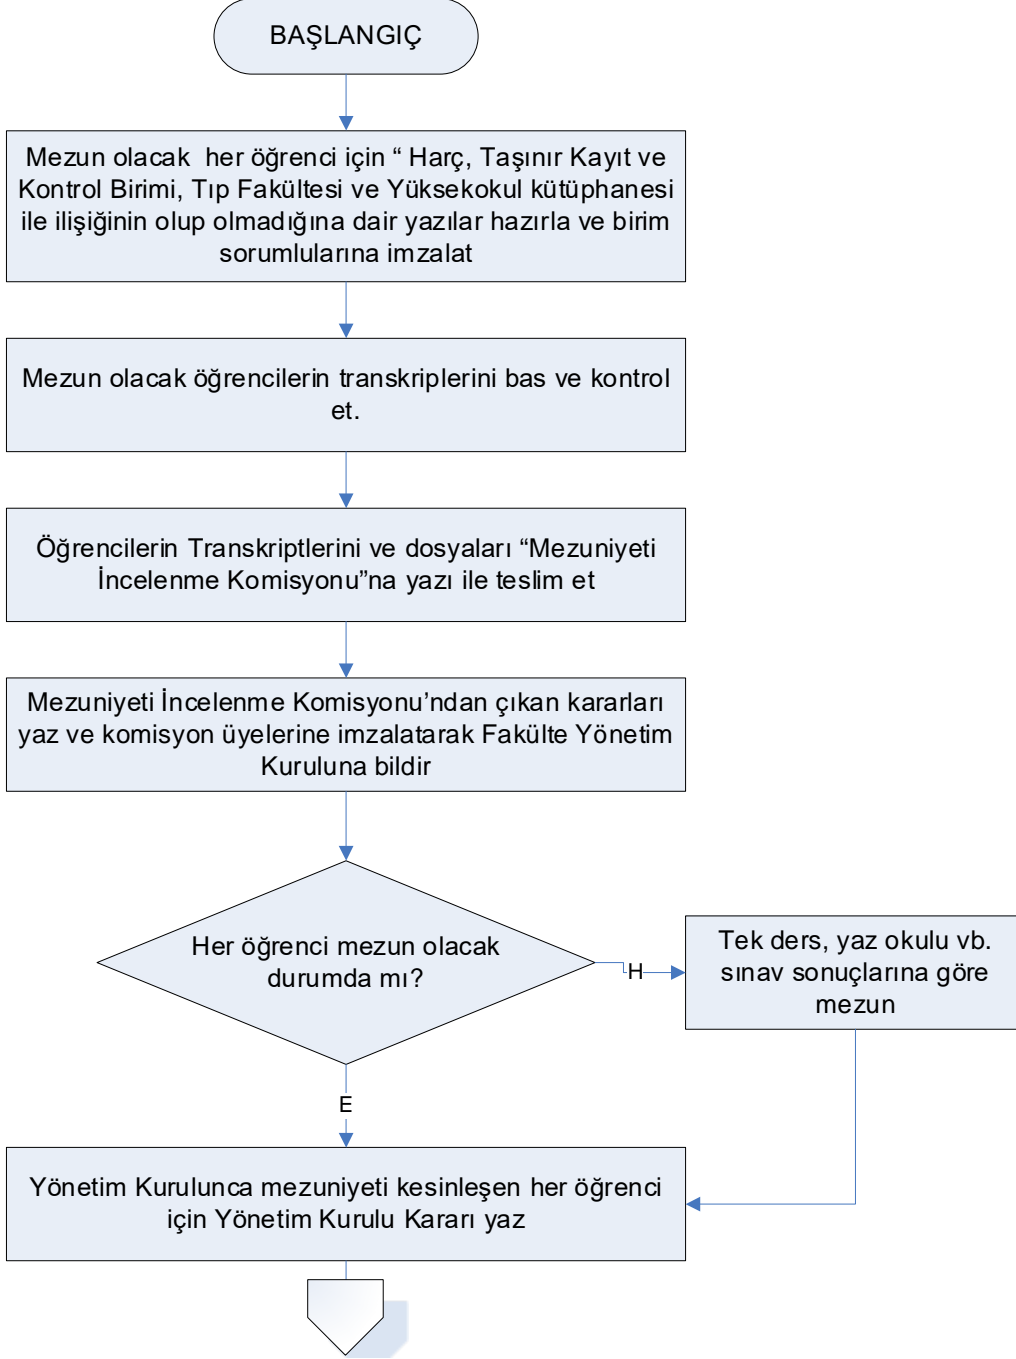 BAŞLANGIÇ
Mezun olacak  her öğrenci için “ Harç, Taşınır Kayıt ve
Kontrol Birimi, Tıp Fakültesi ve Yüksekokul kütüphanesi
ile ilişiğinin olup olmadığına dair yazılar hazırla ve birim
sorumlularına imzalat
Mezun olacak öğrencilerin transkriplerini bas ve kontrol
et.
Öğrencilerin Transkriptlerini ve dosyaları “Mezuniyeti
İncelenme Komisyonu”na yazı ile teslim et
Mezuniyeti İncelenme Komisyonu’ndan çıkan kararları
yaz ve komisyon üyelerine imzalatarak Fakülte Yönetim
Kuruluna bildir
Her öğrenci mezun olacak
durumda mı?
H
Tek ders, yaz okulu vb.
sınav sonuçlarına göre
mezun
E
Yönetim Kurulunca mezuniyeti kesinleşen her öğrenci
için Yönetim Kurulu Kararı yaz